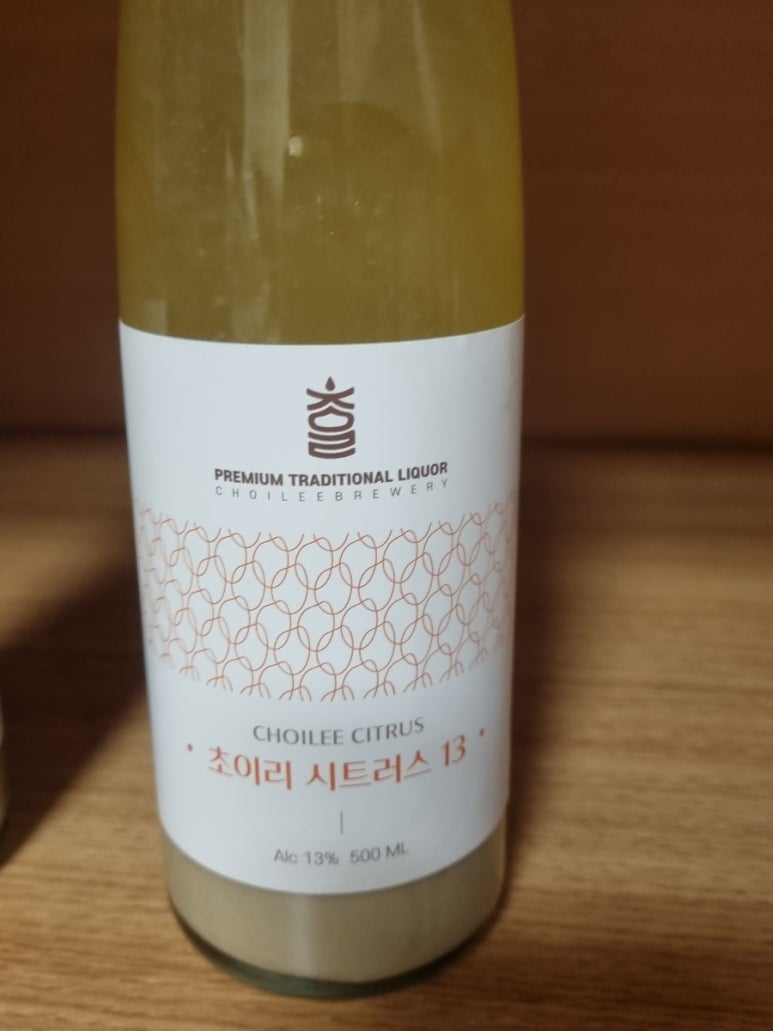 PREMIUM TRADITIONAL LIQUOR
CHOILEEBREWERY
CHOILEE CITRUS
• 초이리 시트러스 13 •
Alc 13% 500 ML